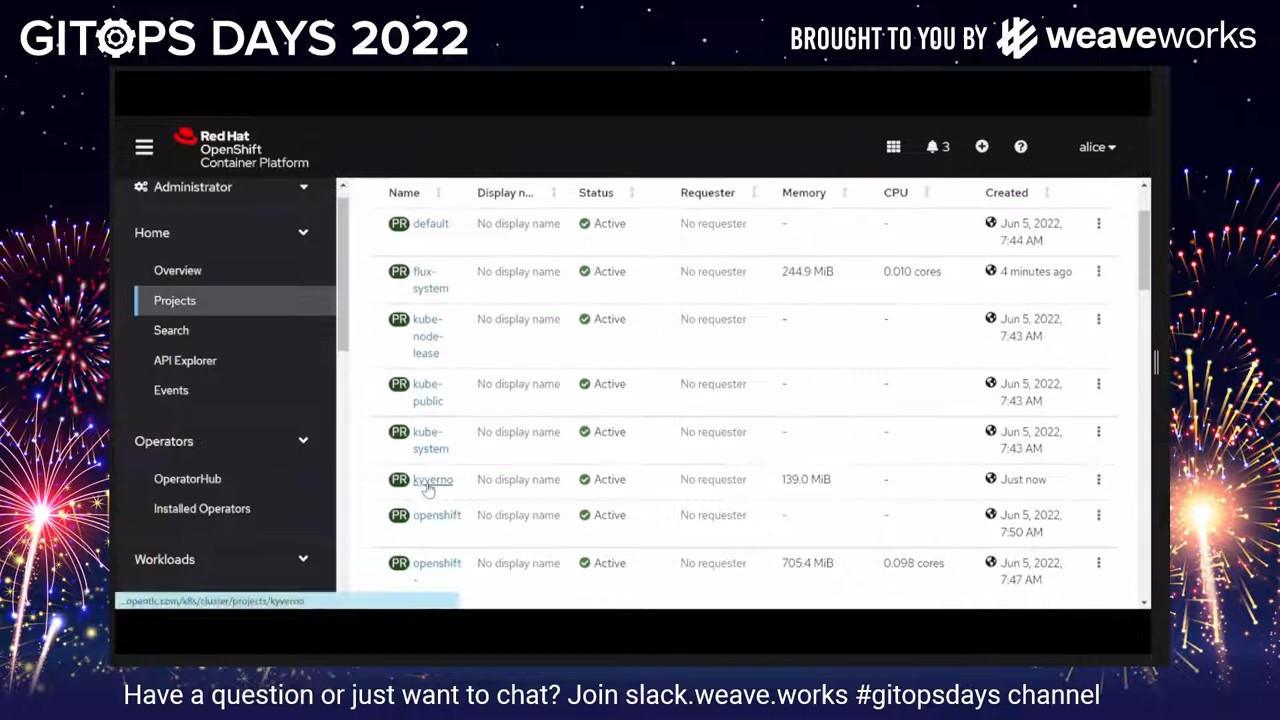 GITOPS DAYS 2022
BROUGHT TO YOU BY weaveworks
Red Hat
OpenShift
Container Platform
3
alice
Administrator
Home
Overview
Projects
Search
API Explorer
Events
Operators
OperatorHub
Installed Operators
Workloads
Name Display n... Status Requester Memory CPU Created
PR default No display name Active No requester - - Jun 5, 2022,
7:44 AM
PR flux- No display name Active No requester 244.9 MiB 0.010 cores 4 minutes ago
system
PR kube- No display name Active No requester - - Jun 5, 2022,
node- 7:43 AM
lease
PR kube- No display name Active No requester - - Jun 5, 2022,
public 7:43 AM
PR kube- No display name Active No requester - - Jun 5, 2022,
system 7:43 AM
PR kyverno No display name Active No requester 139.0 MiB - Just now
PR openshift No display name Active No requester - - Jun 5, 2022,
7:50 AM
PR openshift No display name Active No requester 705.4 MiB 0.098 cores Jun 5, 2022,
- 7:47 AM
...opentlc.com/k8s/cluster/projects/kyverno
Have a question or just want to chat? Join slack.weave.works #gitopsdays channel